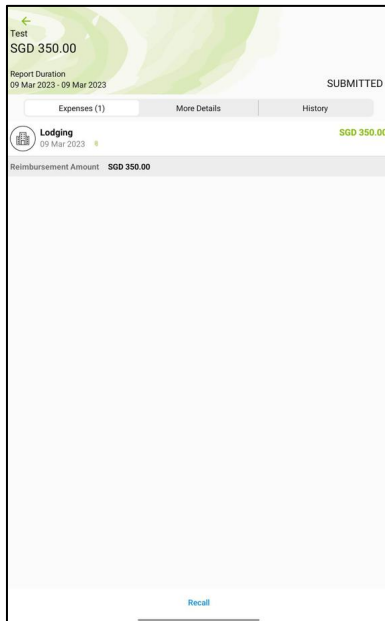 Test
SGD 350.00
Report Duration
09 Mar 2023 - 09 Mar 2023
SUBMITTED
Expenses (1)
More Details
History
Lodging
SGD 350.00
09 Mar 2023
Reimbursement Amount SGD 350.00
Recall